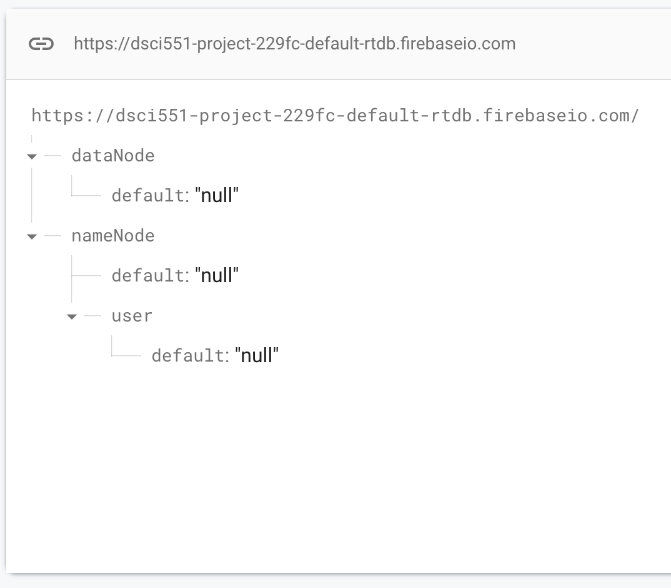 https://dsci551-project-229fc-default-rtdb.firebaseio.com
https://dsci551-project-229fc-default-rtdb.firebaseio.com/
dataNode
default: "null"
nameNode
default: "null"
user
default: "null"